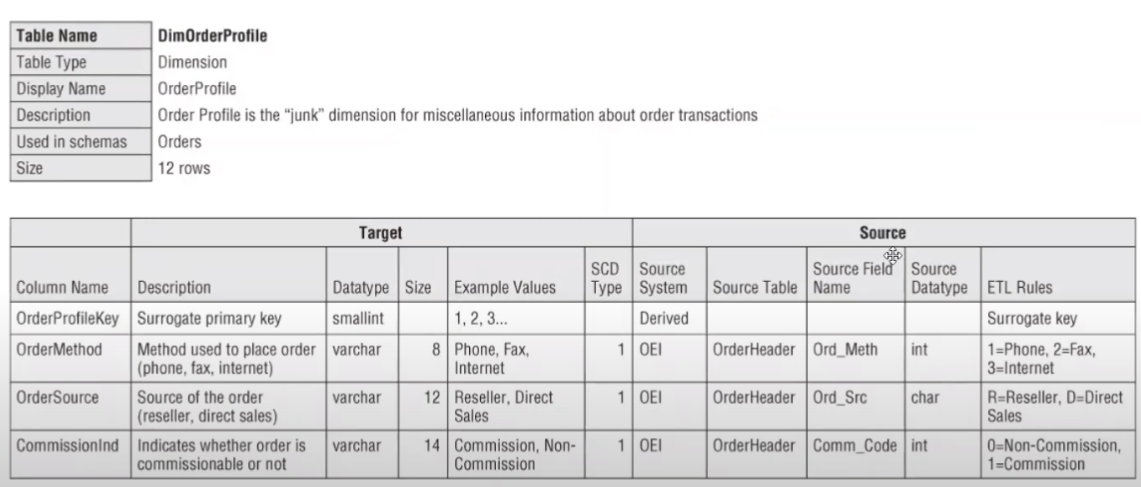 Table Name DimOrderProfile
Table Type Dimension
Display Name OrderProfile
Description Order Profile is the “junk” dimension for miscellaneous information about order transactions
Used in schemas Orders
Size 12 rows
Target Source
Column Name Description Datatype Size Example Values SCD Type Source System Source Table Source Field Name Source Datatype ETL Rules
OrderProfileKey Surrogate primary key smallint 1, 2, 3... Derived Surrogate key
OrderMethod Method used to place order (phone, fax, internet) varchar 8 Phone, Fax, Internet 1 OEI OrderHeader Ord_Meth int 1=Phone, 2=Fax, 3=Internet
OrderSource Source of the order (reseller, direct sales) varchar 12 Reseller, Direct Sales 1 OEI OrderHeader Ord_Src char R=Reseller, D=Direct Sales
CommissionInd Indicates whether order is commissionable or not varchar 14 Commission, Non-Commission 1 OEI OrderHeader Comm_Code int 0=Non-Commission, 1=Commission